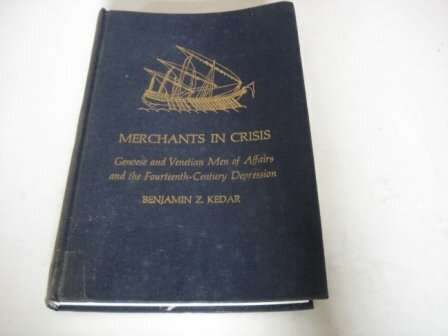 MERCHANTS IN CRISIS
Genoese and Venetian Men of Affairs
and the Fourteenth-Century Depression
BENJAMIN Z. KEDAR